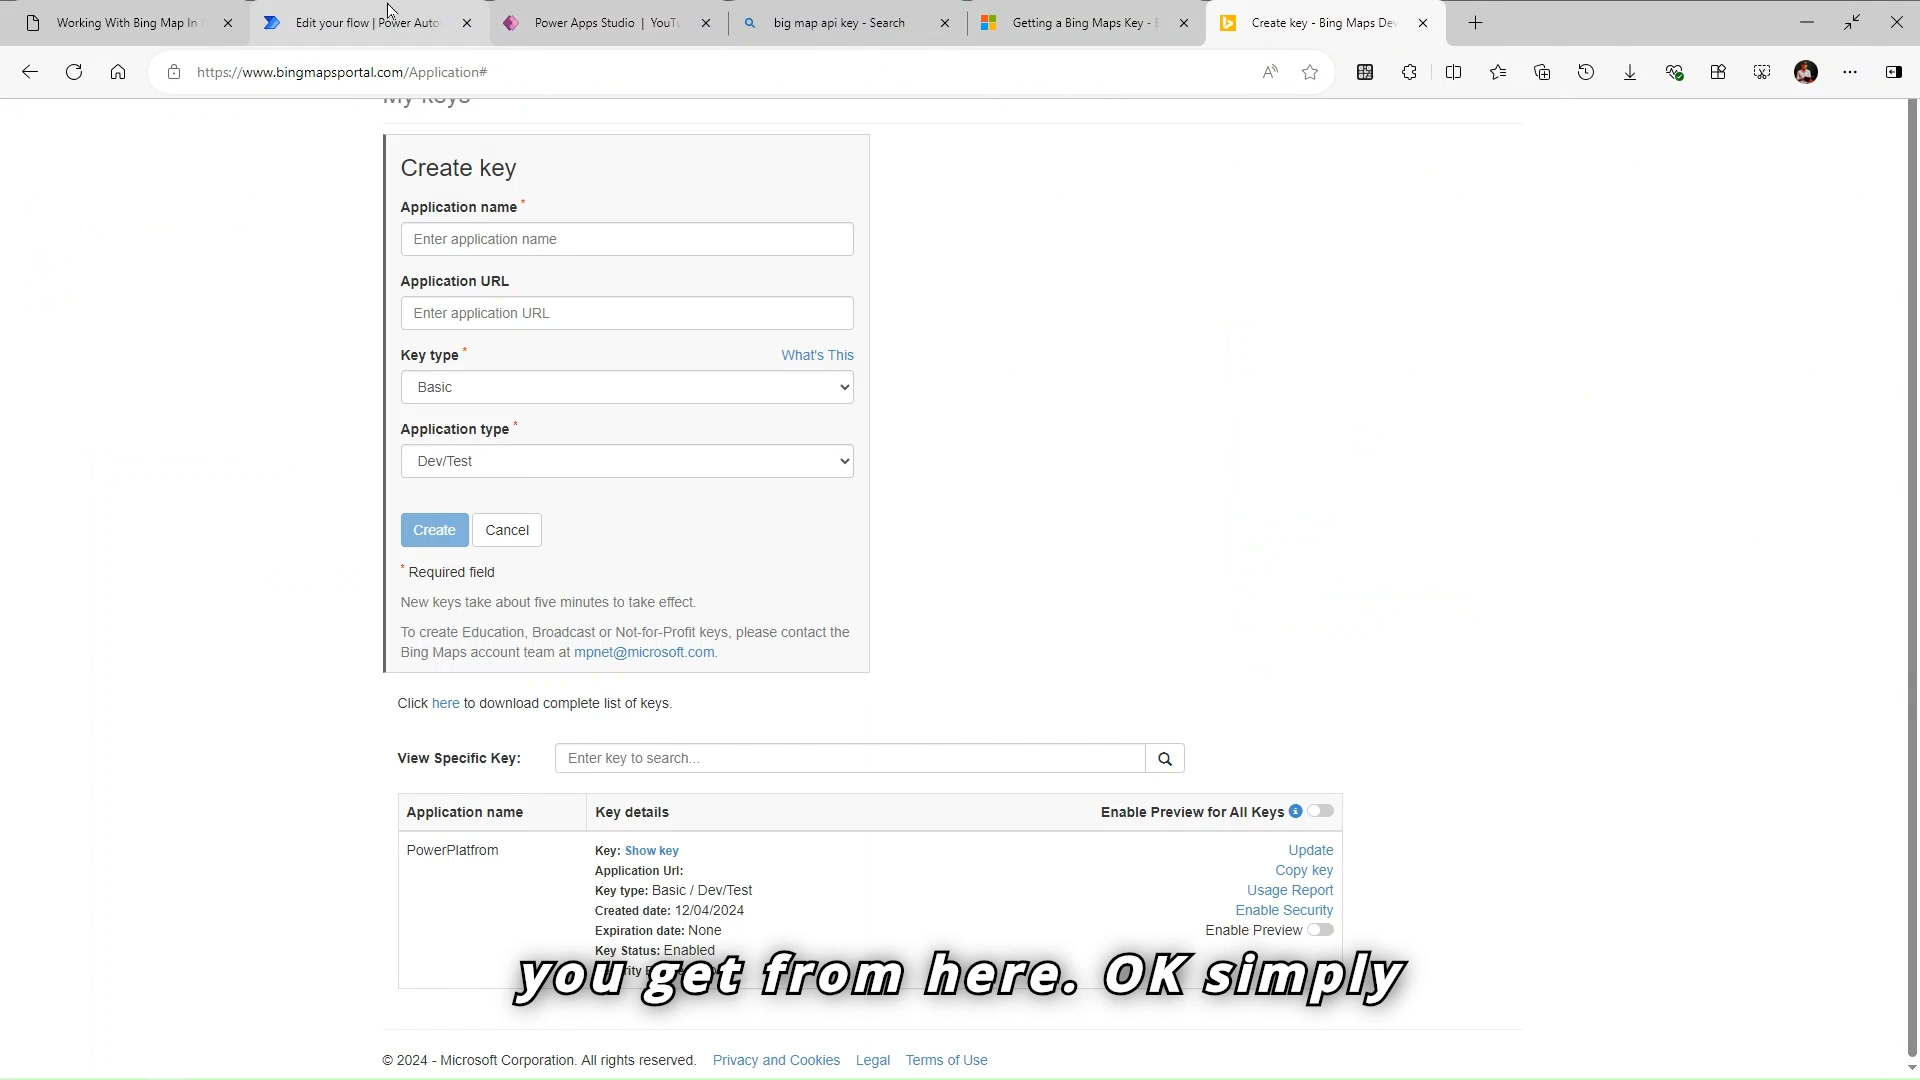 Working With Bing Map In
Edit your flow | Power Auto
Power Apps Studio | YouTu
big map api key - Search
Getting a Bing Maps Key -
Create key - Bing Maps Dev
https://www.bingmapsportal.com/Application#
My keys
Create key
Application name *
Enter application name
Application URL
Enter application URL
Key type *
What's This
Basic
Application type *
Dev/Test
Create
Cancel
* Required field
New keys take about five minutes to take effect.
To create Education, Broadcast or Not-for-Profit keys, please contact the
Bing Maps account team at mpnet@microsoft.com.
Click here to download complete list of keys.
View Specific Key:
Enter key to search...
Application name
Key details
Enable Preview for All Keys
PowerPlatfrom
Key: Show key
Update
Application Url:
Copy key
Key type: Basic / Dev/Test
Usage Report
Created date: 12/04/2024
Enable Security
Expiration date: None
Enable Preview
Key Status: Enabled
you get from here. OK simply
© 2024 - Microsoft Corporation. All rights reserved.
Privacy and Cookies
Legal
Terms of Use